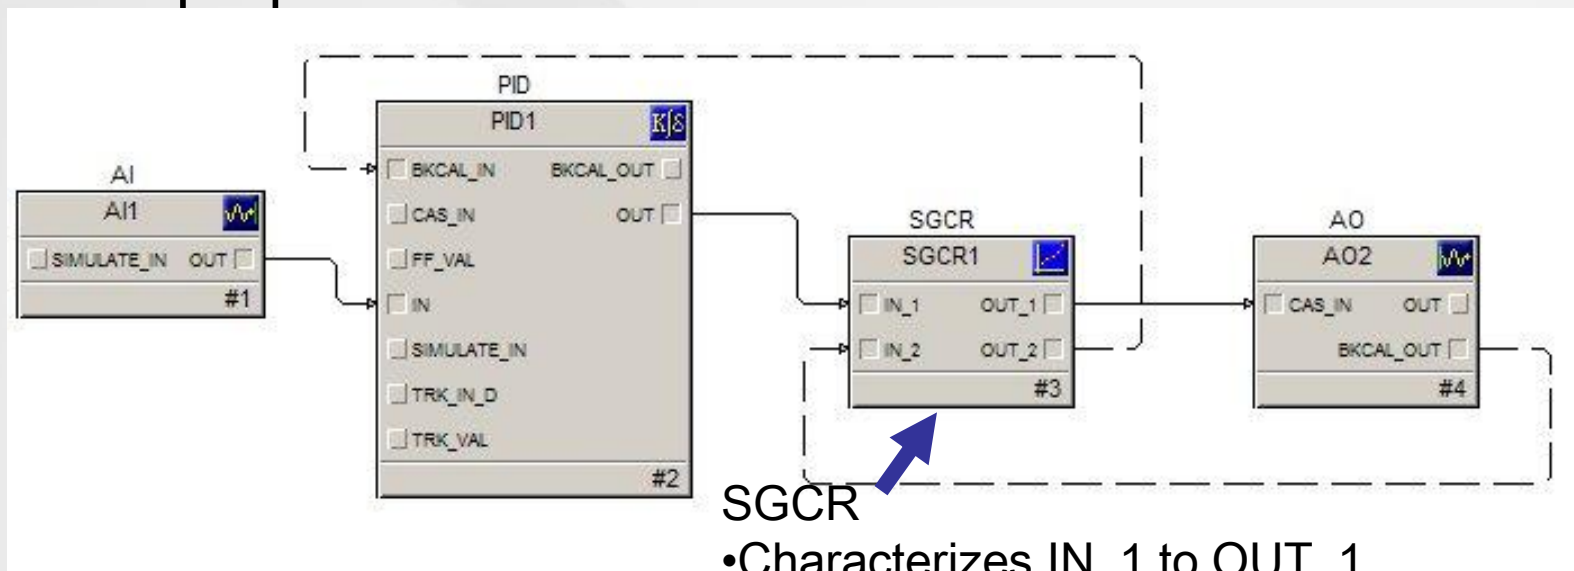 AI
AI1
SIMULATE_IN OUT
#1
PID
PID1 K∫δ
BKCAL_IN BKCAL_OUT
CAS_IN OUT
FF_VAL
IN
SIMULATE_IN
TRK_IN_D
TRK_VAL
#2
SGCR
SGCR1
IN_1 OUT_1
IN_2 OUT_2
#3
AO
AO2
CAS_IN OUT
BKCAL_OUT
#4
SGCR
•Characterizes IN_1 to OUT_1